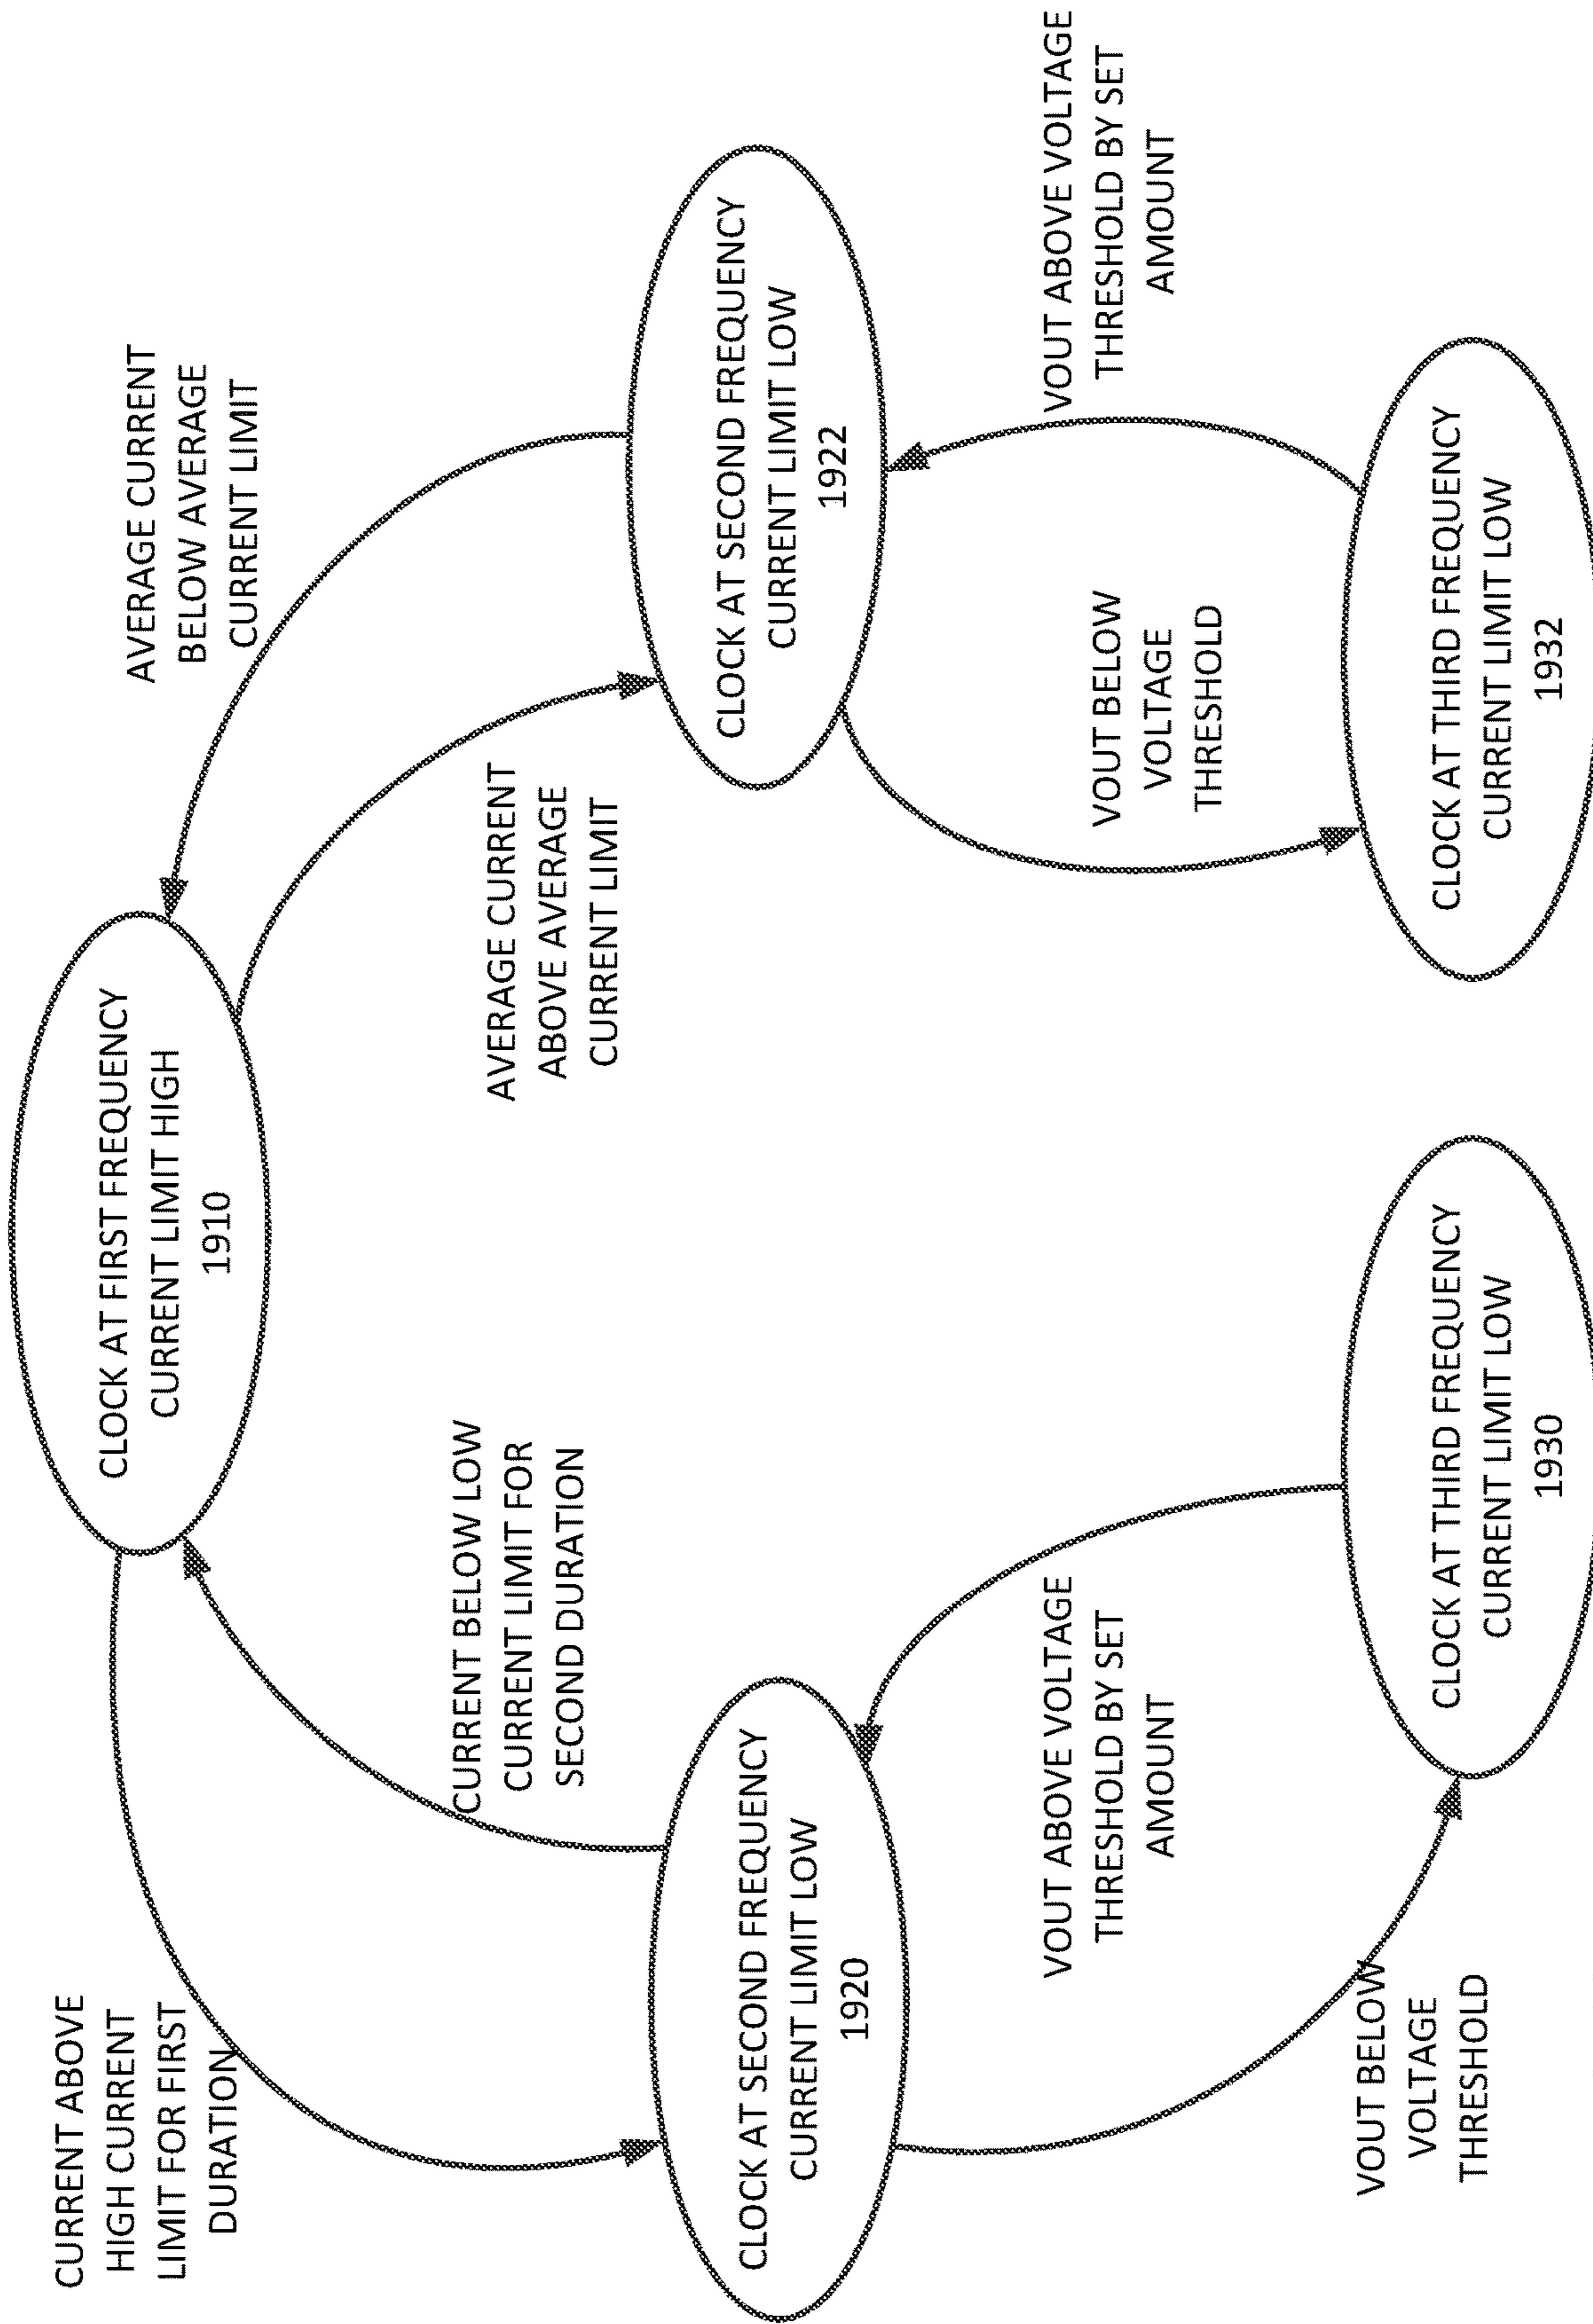 CURRENT ABOVE
HIGH CURRENT
LIMIT FOR FIRST
DURATION
CLOCK AT FIRST FREQUENCY
CURRENT LIMIT HIGH
1910
AVERAGE CURRENT
BELOW AVERAGE
CURRENT LIMIT
CURRENT BELOW LOW
CURRENT LIMIT FOR
SECOND DURATION
AVERAGE CURRENT
ABOVE AVERAGE
CURRENT LIMIT
CLOCK AT SECOND FREQUENCY
CURRENT LIMIT LOW
1920
CLOCK AT SECOND FREQUENCY
CURRENT LIMIT LOW
1922
VOUT ABOVE VOLTAGE
THRESHOLD BY SET
AMOUNT
VOUT BELOW
VOLTAGE
THRESHOLD
VOUT ABOVE VOLTAGE
THRESHOLD BY SET
AMOUNT
VOUT BELOW
VOLTAGE
THRESHOLD
CLOCK AT THIRD FREQUENCY
CURRENT LIMIT LOW
1930
CLOCK AT THIRD FREQUENCY
CURRENT LIMIT LOW
1932